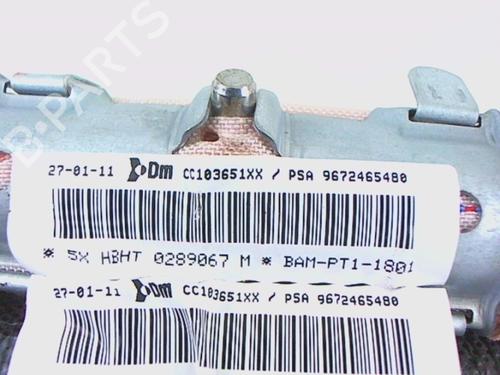 B-PARTS
27-01-11 Dm CC103651XX / PSA 9672465480
* 5X HBHT 0289067 M * BAM-PT1-1801
27-01-11 Dm CC103651XX / PSA 9672465480